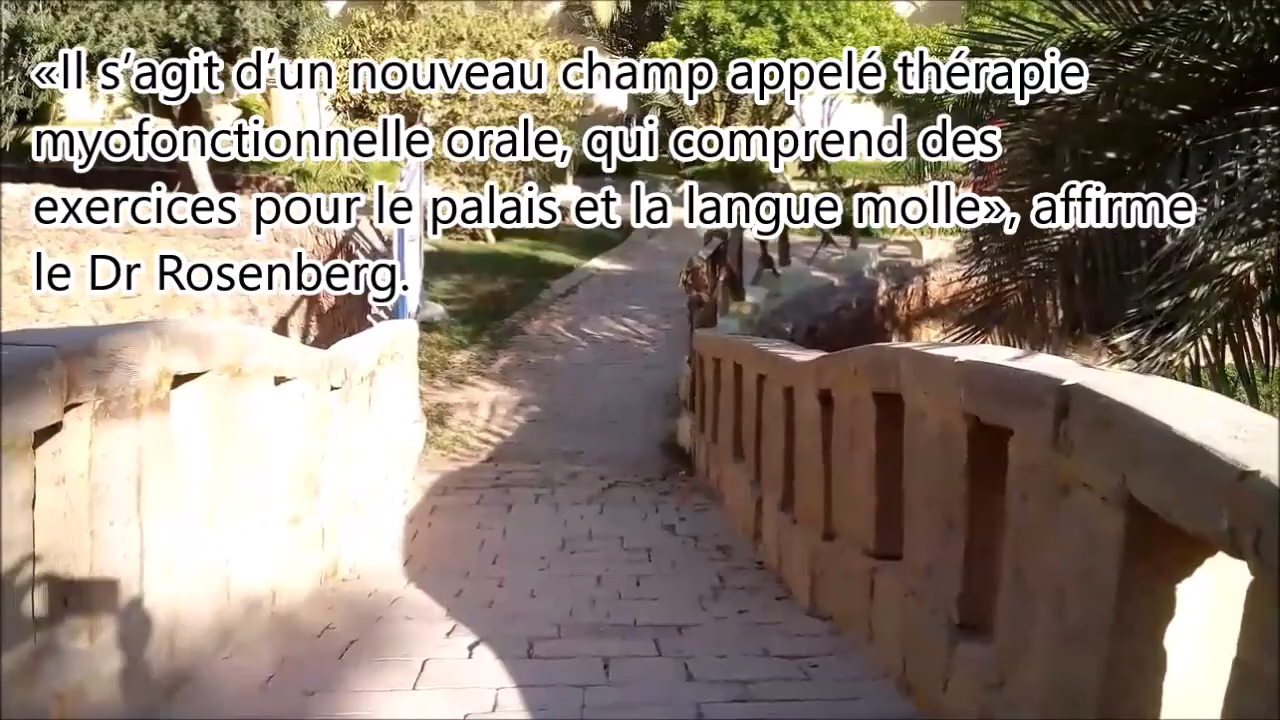 «Il s’agit d’un nouveau champ appelé thérapie
myofonctionnelle orale, qui comprend des
exercices pour le palais et la langue molle», affirme
le Dr Rosenberg.